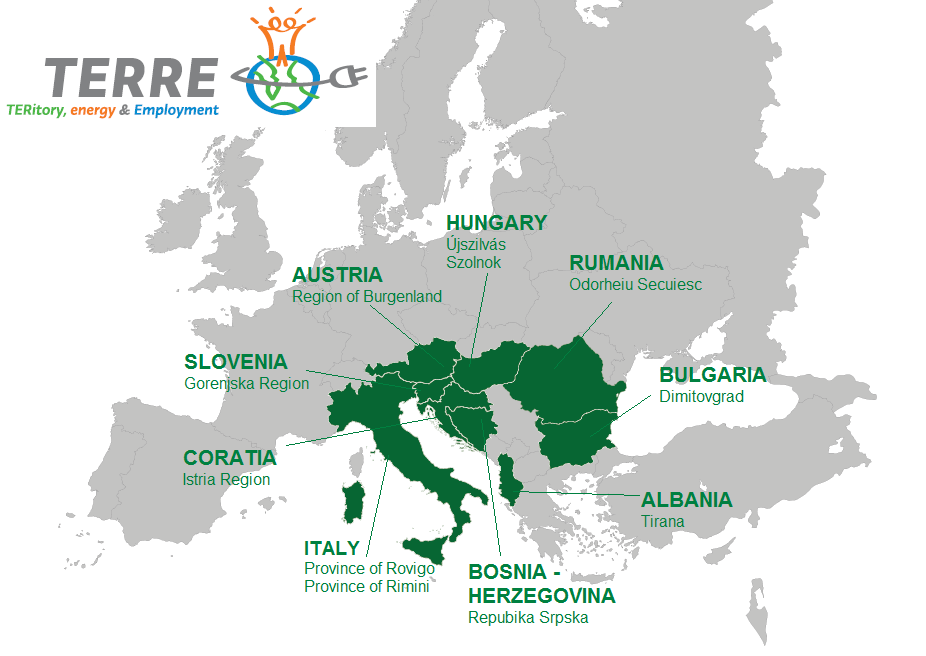 TERRE
TERritory, energy & Employment
HUNGARY
Újszilvás
Szolnok
RUMANIA
Odorheiu Secuiesc
AUSTRIA
Region of Burgenland
SLOVENIA
Gorenjska Region
BULGARIA
Dimitovgrad
CORATIA
Istria Region
ALBANIA
Tirana
ITALY
Province of Rovigo
Province of Rimini
BOSNIA -
HERZEGOVINA
Repubika Srpska